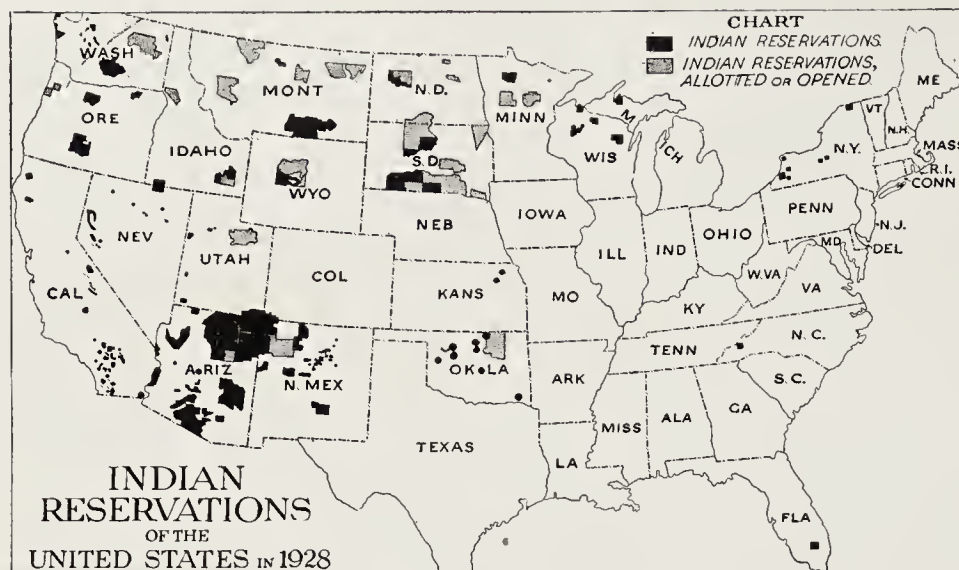 CHART
INDIAN RESERVATIONS.
INDIAN RESERVATIONS,
ALLOTTED OR OPENED.
WASH
MONT
N.D.
MINN
ME
VT
N.H.
ORE
IDAHO
WYO
S.D.
WIS
MICH
N.Y.
MASS
R.I.
CONN
NEV
UTAH
COL
NEB
IOWA
ILL
IND
OHIO
PENN
N.J.
MD
DEL
W.VA
VA
CAL
KANS
MO
KY
N.C.
TENN
ARIZ
N. MEX
OKLA
ARK
S.C.
TEXAS
LA
MISS
ALA
GA
FLA
INDIAN
RESERVATIONS
OF THE
UNITED STATES IN 1928